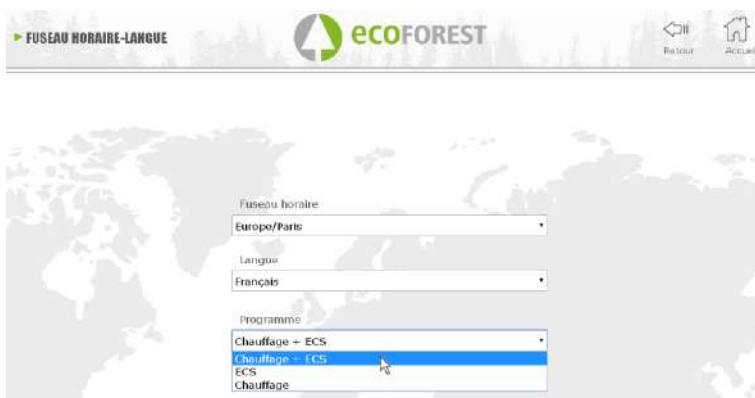 FUSEAU HORAIRE-LANGUE
ecoFOREST
Retour
Accueil
Fuseau horaire
Europe/Paris
Langue
Français
Programme
Chauffage + ECS
Chauffage + ECS
ECS
Chauffage